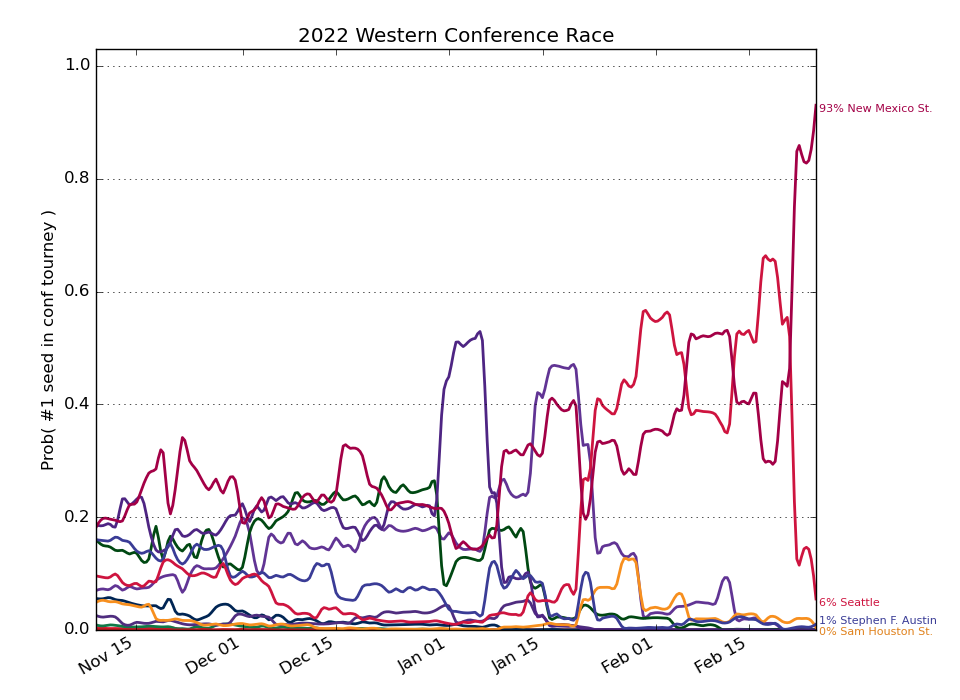 2022 Western Conference Race
Prob( #1 seed in conf tourney )
1.0
0.8
0.6
0.4
0.2
0.0
93% New Mexico St.
6% Seattle
1% Stephen F. Austin
0% Sam Houston St.
Nov 15
Dec 01
Dec 15
Jan 01
Jan 15
Feb 01
Feb 15